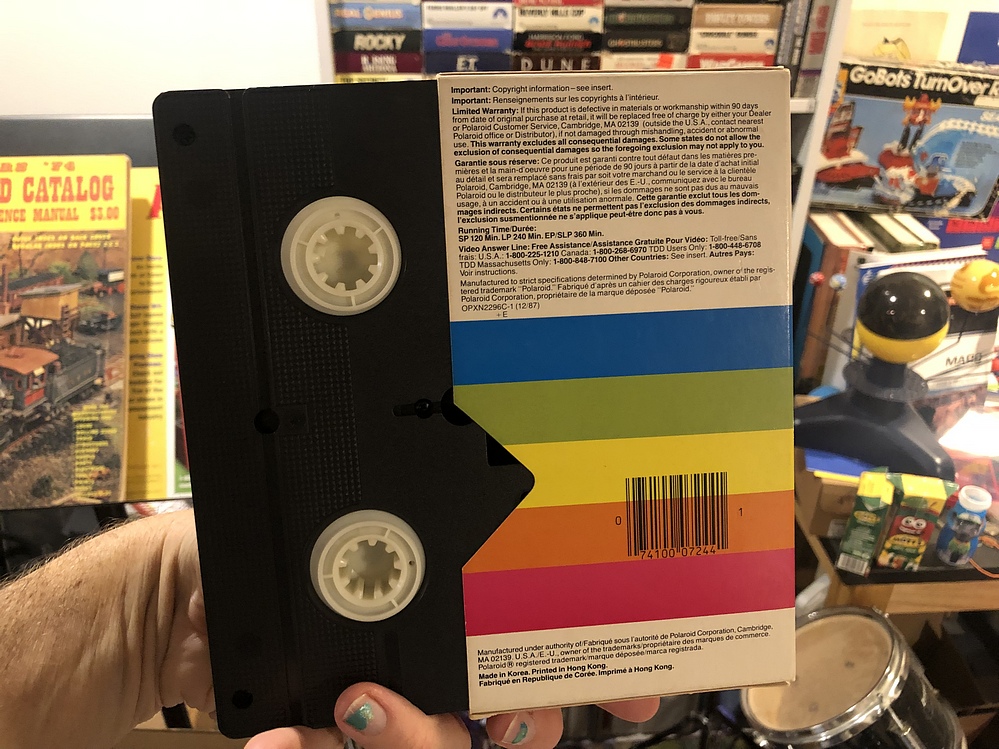 ROCKY
E.T.
DUNE
GHOSTBUSTERS
GoBots TurnOver
RS '74
D CATALOG
ENCE MANUAL $3.00
Important: Copyright information – see insert.
Important: Renseignements sur les copyrights à l'intérieur.
Limited Warranty: If this product is defective in materials or workmanship within 90 days
from date of original purchase at retail, it will be replaced free of charge by either your Dealer
or Polaroid Customer Service, Cambridge, MA 02139 (outside the U.S.A., contact nearest
Polaroid office or Distributor), if not damaged through mishandling, accident or abnormal
use. This warranty excludes all consequential damages. Some states do not allow the
exclusion of consequential damages so the foregoing exclusion may not apply to you.
Garantie sous réserve: Ce produit est garanti contre tout défaut dans les matières pre-
mières et la main-d'oeuvre pour une période de 90 jours à partir de la date d'achat initial
au détail et sera remplacé sans frais par soit votre marchand ou le service à la clientèle
Polaroid, Cambridge, MA 02139 (à l'extérieur des E.-U., communiquez avec le bureau
Polaroid ou le distributeur le plus proche), si les dommages ne sont pas dus au mauvais
usage, à un accident ou à une utilisation anormale. Cette garantie exclut tous les dom-
mages indirects. Certains états ne permettent pas l'exclusion des dommages indirects,
l'exclusion susmentionnée ne s'applique peut-être donc pas à vous.
Running Time/Durée:
SP 120 Min. LP 240 Min. EP/SLP 360 Min.
Video Answer Line: Free Assistance/Assistance Gratuite Pour Vidéo: Toll-free/Sans
frais: U.S.A.: 1-800-225-1210 Canada: 1-800-268-6970 TDD Users Only: 1-800-448-6708
TDD Massachusetts Only: 1-800-848-7100 Other Countries: See insert. Autres Pays:
Voir instructions.
Manufactured to strict specifications determined by Polaroid Corporation, owner of the regis-
tered trademark "Polaroid." Fabriqué d'après un cahier des charges rigoureux établi par
Polaroid Corporation, propriétaire de la marque déposée "Polaroid."
OPXN2296C-1 (12/87)
+ E
0 74100 07244 1
Manufactured under authority of/Fabriqué sous l'autorité de Polaroid Corporation, Cambridge,
MA 02139. U.S.A./E.-U., owner of the trademarks/propriétaire des marques de commerce.
Polaroid ® registered trademark/marque déposée/marca registrada.
Made in Korea. Printed in Hong Kong.
Fabriqué en Republique de Corée. Imprimé à Hong Kong.